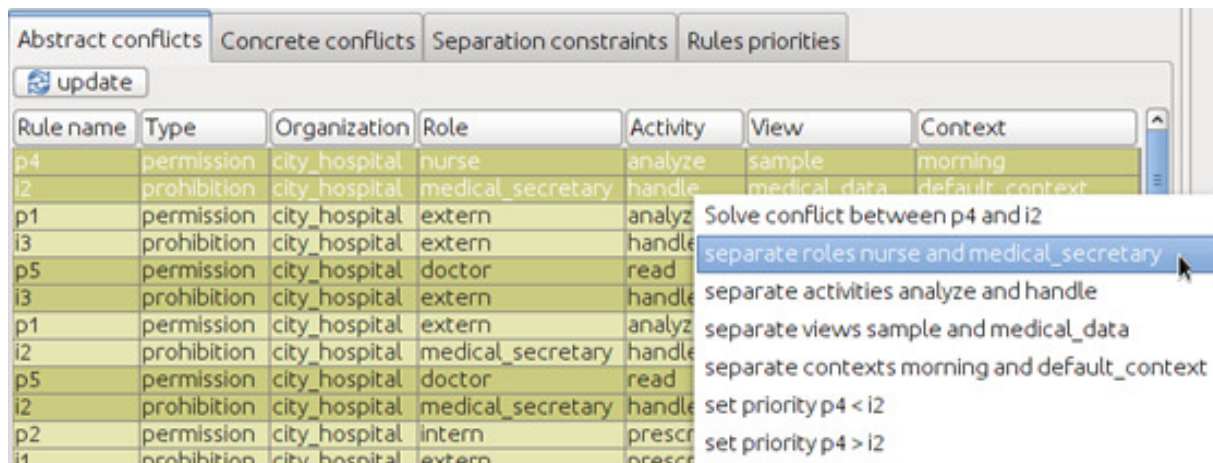 Abstract conflicts Concrete conflicts Separation constraints Rules priorities
update
Rule name Type Organization Role Activity View Context
p4 permission city_hospital nurse analyze sample morning
i2 prohibition city_hospital medical_secretary handle medical_data default_context
p1 permission city_hospital extern analyz
i3 prohibition city_hospital extern handle
p5 permission city_hospital doctor read
i3 prohibition city_hospital extern handle
p1 permission city_hospital extern analyz
i2 prohibition city_hospital medical_secretary handle
p5 permission city_hospital doctor read
i2 prohibition city_hospital medical_secretary handle
p2 permission city_hospital intern prescr
i1 prohibition city_hospital extern prescr
Solve conflict between p4 and i2
separate roles nurse and medical_secretary
separate activities analyze and handle
separate views sample and medical_data
separate contexts morning and default_context
set priority p4 < i2
set priority p4 > i2